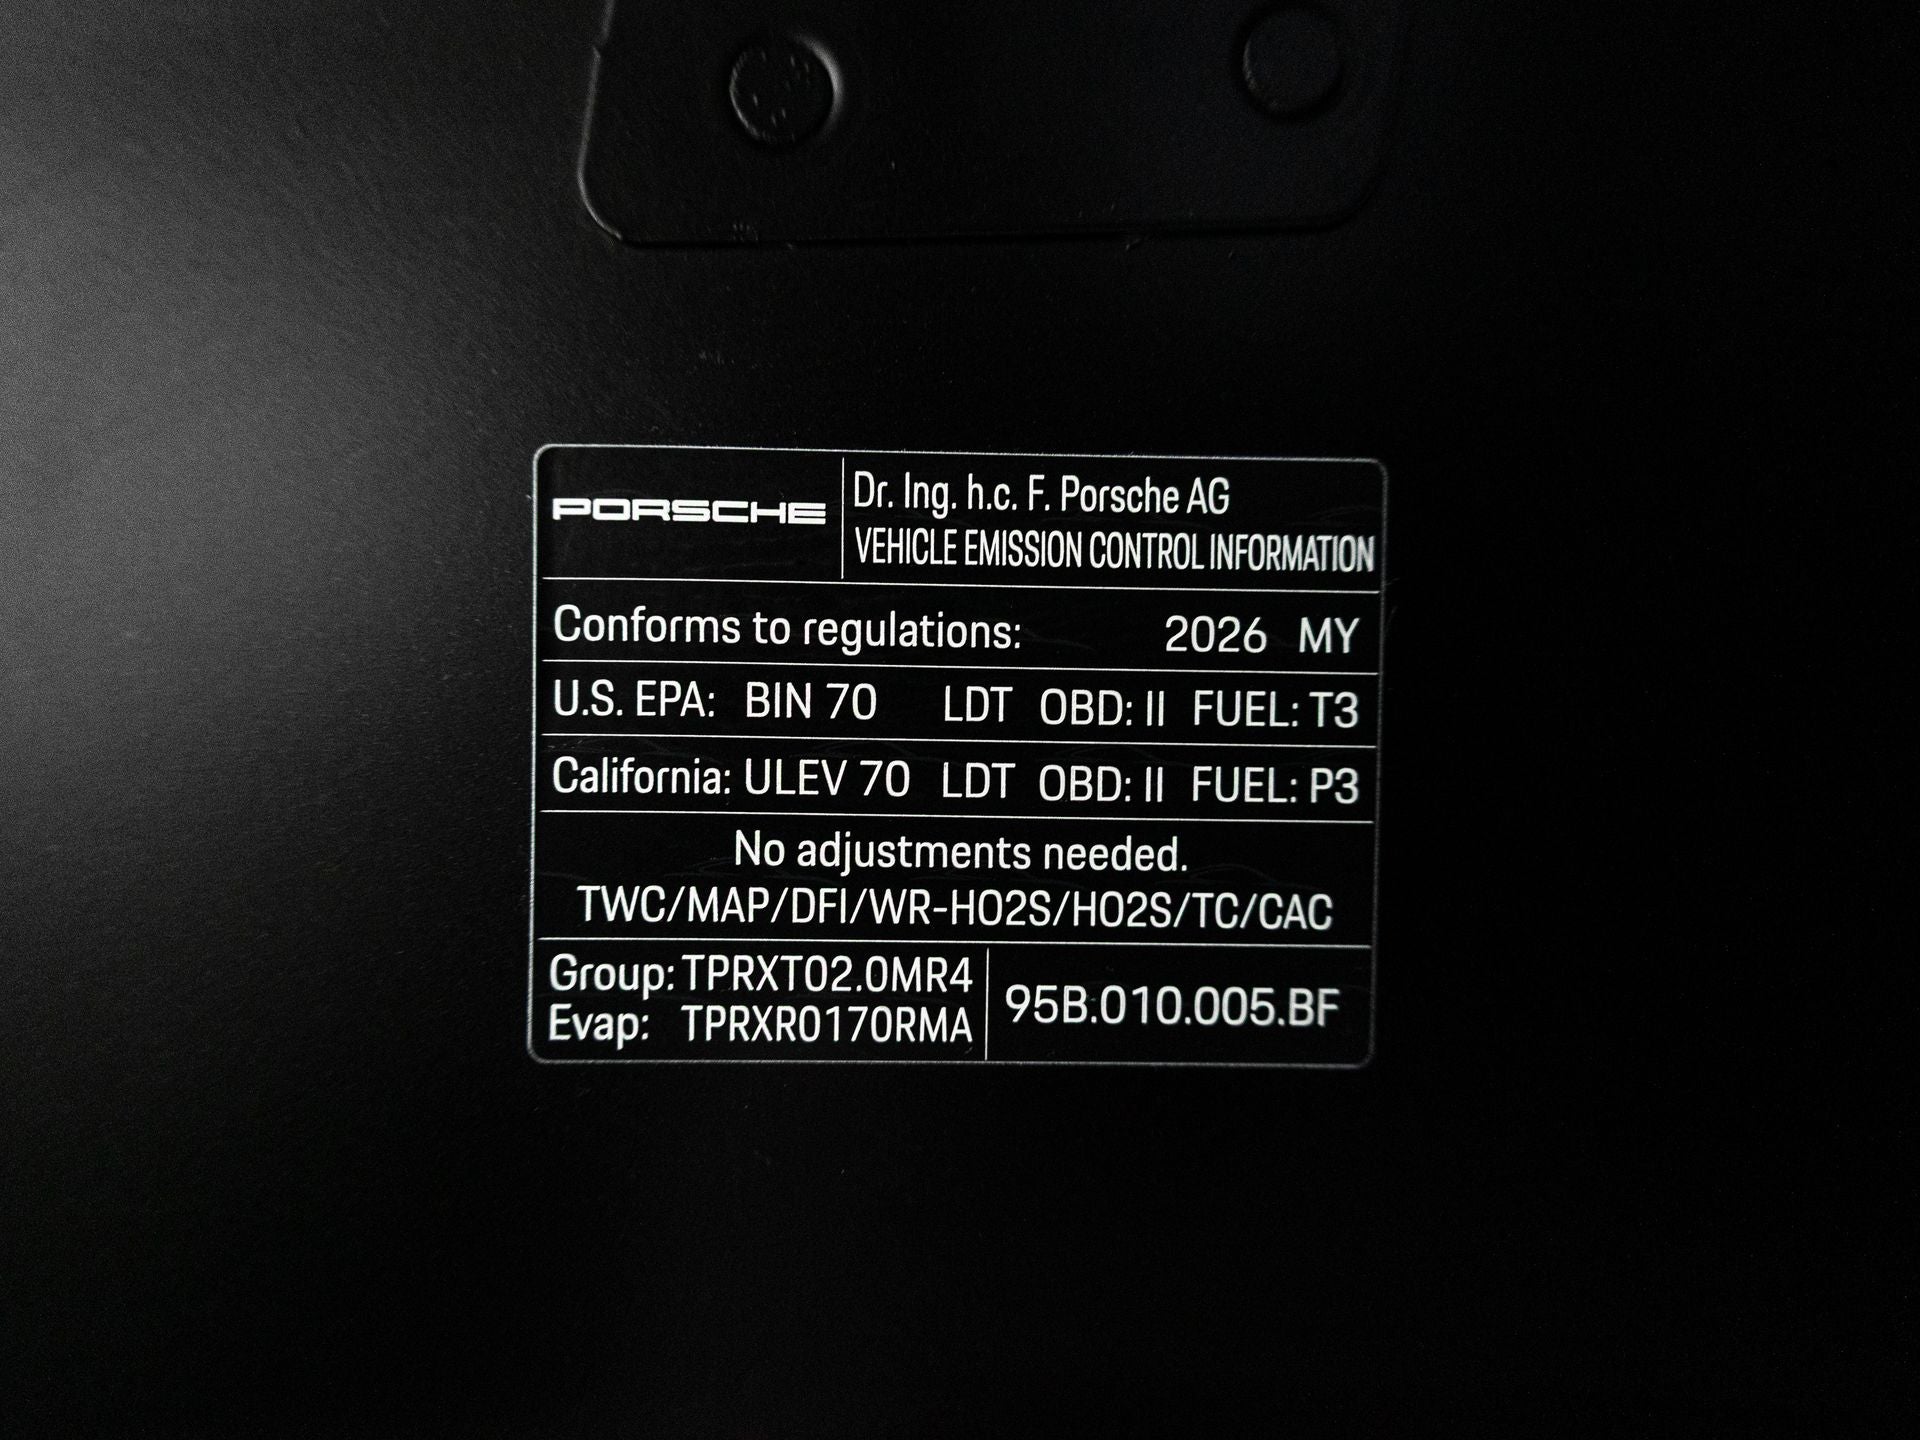 PORSCHE
Dr. Ing. h.c. F. Porsche AG
VEHICLE EMISSION CONTROL INFORMATION
Conforms to regulations: 2026 MY
U.S. EPA: BIN 70 LDT OBD: II FUEL: T3
California: ULEV 70 LDT OBD: II FUEL: P3
No adjustments needed.
TWC/MAP/DFI/WR-HO2S/HO2S/TC/CAC
Group: TPRXT02.0MR4
Evap: TPRXR0170RMA
95B.010.005.BF